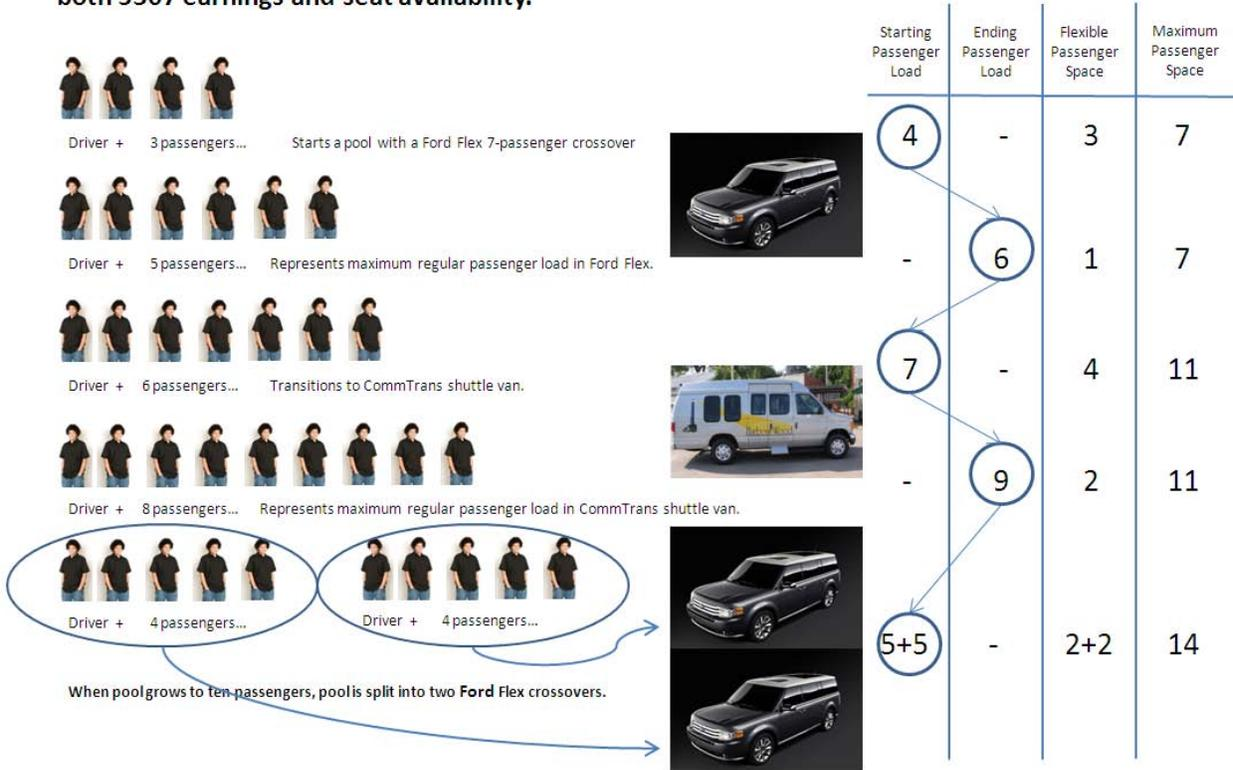 both 5307 earnings and seat availability.
Starting Passenger Load
Ending Passenger Load
Flexible Passenger Space
Maximum Passenger Space
Driver + 3 passengers... Starts a pool with a Ford Flex 7-passenger crossover
4 - 3 7
Driver + 5 passengers... Represents maximum regular passenger load in Ford Flex.
- 6 1 7
Driver + 6 passengers... Transitions to CommTrans shuttle van.
7 - 4 11
Driver + 8 passengers... Represents maximum regular passenger load in CommTrans shuttle van.
- 9 2 11
Driver + 4 passengers... Driver + 4 passengers...
5+5 - 2+2 14
When pool grows to ten passengers, pool is split into two Ford Flex crossovers.